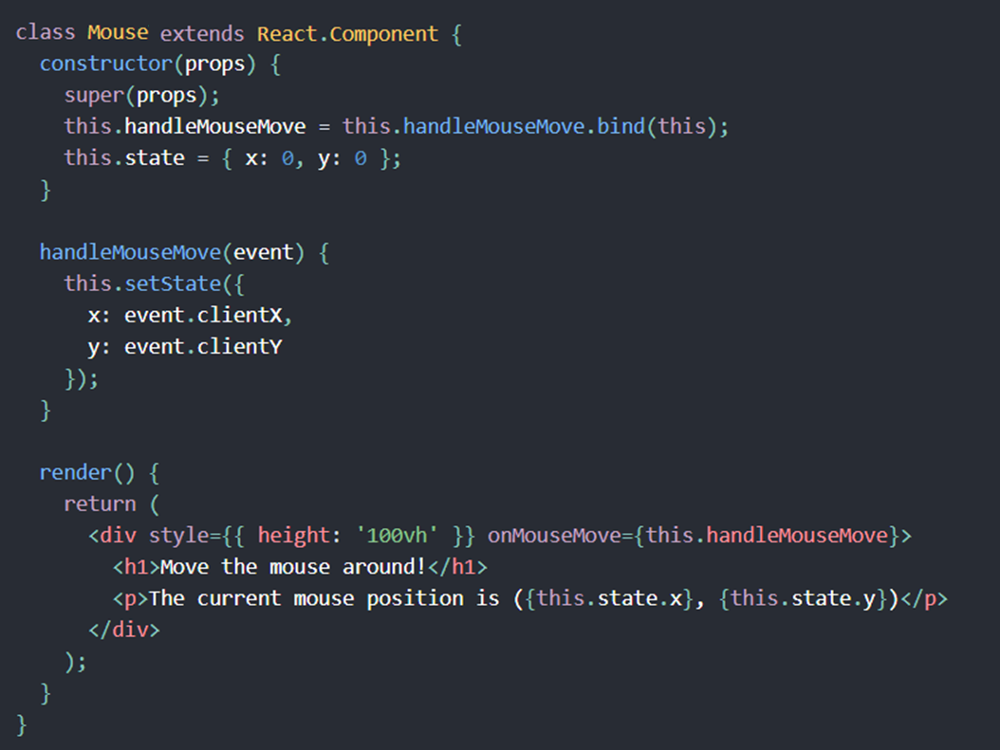 class Mouse extends React.Component {
  constructor(props) {
    super(props);
    this.handleMouseMove = this.handleMouseMove.bind(this);
    this.state = { x: 0, y: 0 };
  }

  handleMouseMove(event) {
    this.setState({
      x: event.clientX,
      y: event.clientY
    });
  }

  render() {
    return (
      <div style={{ height: '100vh' }} onMouseMove={this.handleMouseMove}>
        <h1>Move the mouse around!</h1>
        <p>The current mouse position is ({this.state.x}, {this.state.y})</p>
      </div>
    );
  }
}